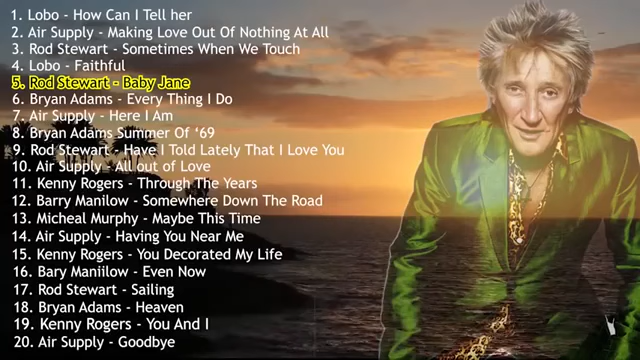 1. Lobo - How Can I Tell her
2. Air Supply - Making Love Out Of Nothing At All
3. Rod Stewart - Sometimes When We Touch
4. Lobo - Faithful
5. Rod Stewart - Baby Jane
6. Bryan Adams - Every Thing I Do
7. Air Supply - Here I Am
8. Bryan Adams Summer Of ‘69
9. Rod Stewart - Have I Told Lately That I Love You
10. Air Supply - All out of Love
11. Kenny Rogers - Through The Years
12. Barry Manilow - Somewhere Down The Road
13. Micheal Murphy - Maybe This Time
14. Air Supply - Having You Near Me
15. Kenny Rogers - You Decorated My Life
16. Bary Maniilow - Even Now
17. Rod Stewart - Sailing
18. Bryan Adams - Heaven
19. Kenny Rogers - You And I
20. Air Supply - Goodbye